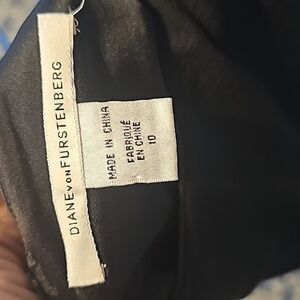 DIANE von FURSTENBERG
MADE IN CHINA
FABRIQUÉ
EN CHINE
10